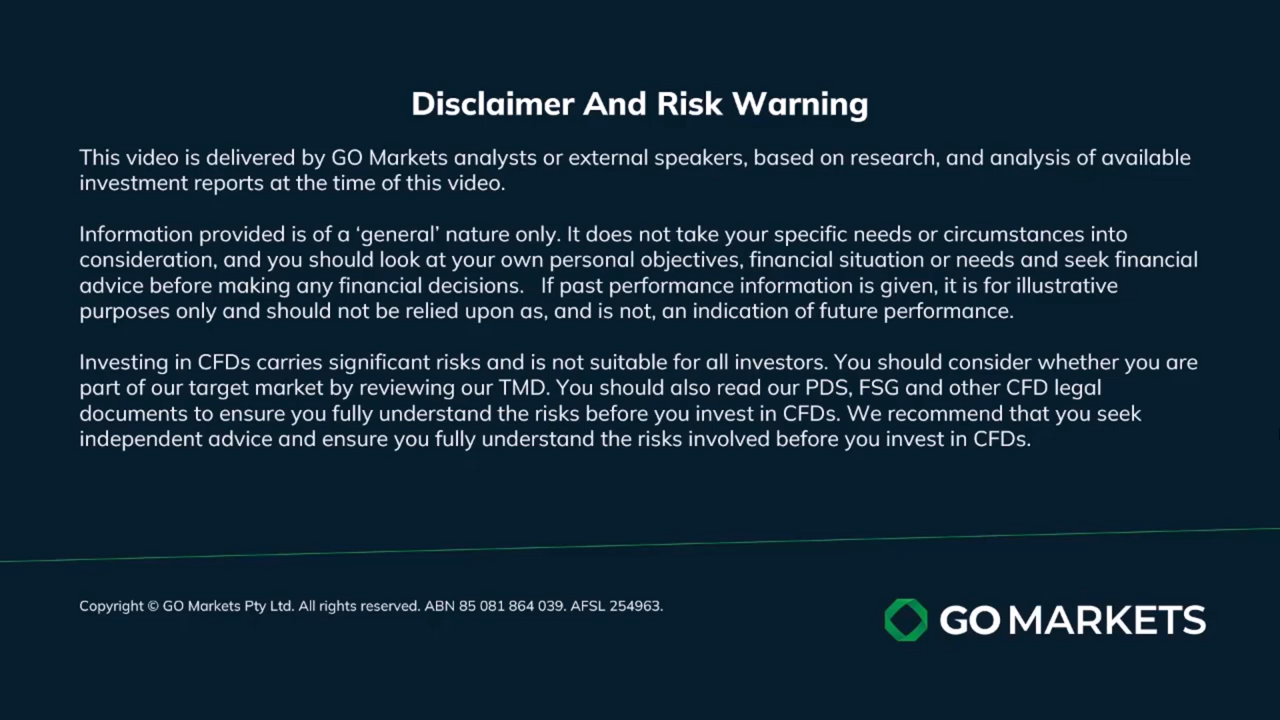 Disclaimer And Risk Warning
This video is delivered by GO Markets analysts or external speakers, based on research, and analysis of available
investment reports at the time of this video.
Information provided is of a ‘general’ nature only. It does not take your specific needs or circumstances into
consideration, and you should look at your own personal objectives, financial situation or needs and seek financial
advice before making any financial decisions.   If past performance information is given, it is for illustrative
purposes only and should not be relied upon as, and is not, an indication of future performance.
Investing in CFDs carries significant risks and is not suitable for all investors. You should consider whether you are
part of our target market by reviewing our TMD. You should also read our PDS, FSG and other CFD legal
documents to ensure you fully understand the risks before you invest in CFDs. We recommend that you seek
independent advice and ensure you fully understand the risks involved before you invest in CFDs.
Copyright © GO Markets Pty Ltd. All rights reserved. ABN 85 081 864 039. AFSL 254963.
GO MARKETS